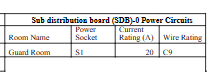 Sub distribution board (SDB)-0 Power Circuits
Room Name Power Socket Current Rating (A) Wire Rating
Guard Room S1 20 C9